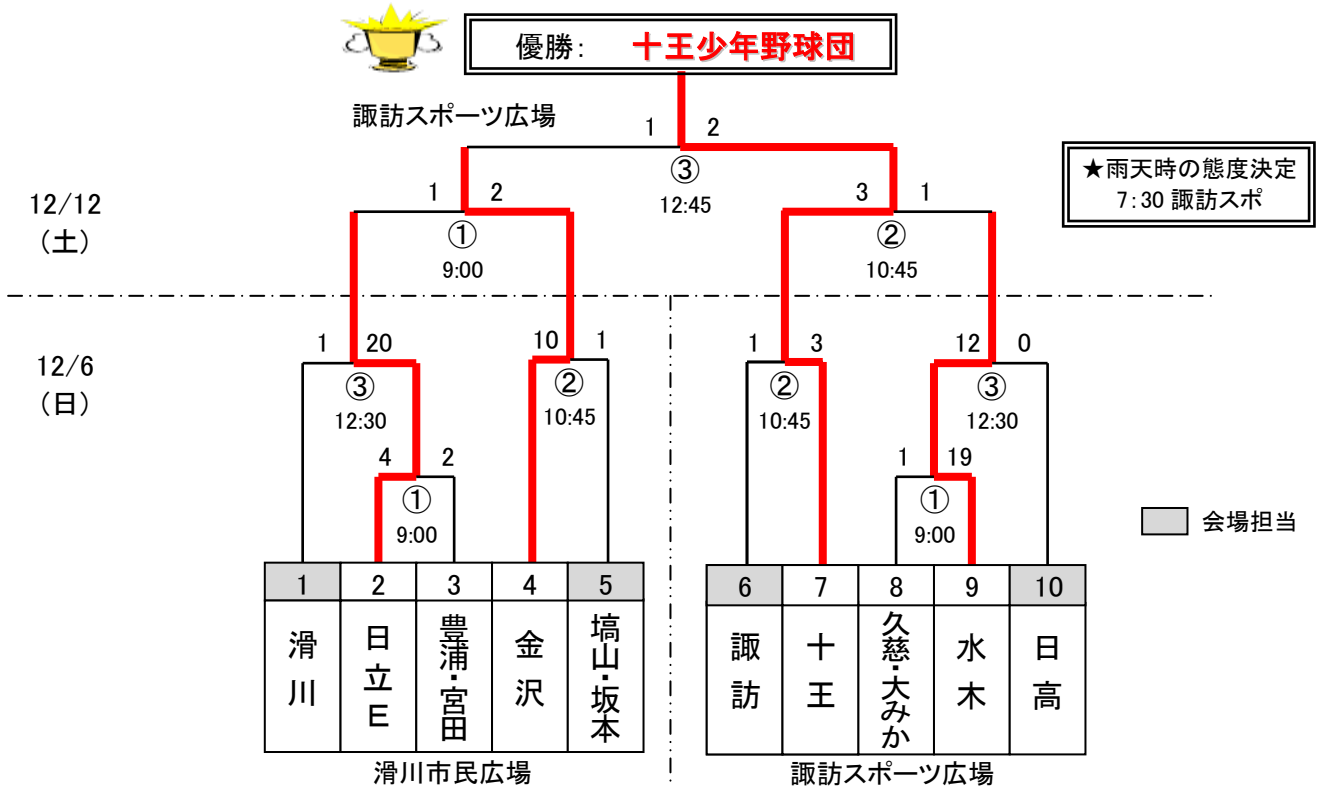 優勝: 十王少年野球団
諏訪スポーツ広場
1 2
③
12:45
★雨天時の態度決定
7:30 諏訪スポ
12/12
(土)
1 2
①
9:00
3 1
②
10:45
12/6
(日)
1 20
③
12:30
10 1
②
10:45
1 3
②
10:45
12 0
③
12:30
4 2
①
9:00
1 19
①
9:00
会場担当
1 2 3 4 5
滑川 日立E 豊浦・宮田 金沢 塙山・坂本
滑川市民広場
6 7 8 9 10
諏訪 十王 久慈・大みか 水木 日高
諏訪スポーツ広場